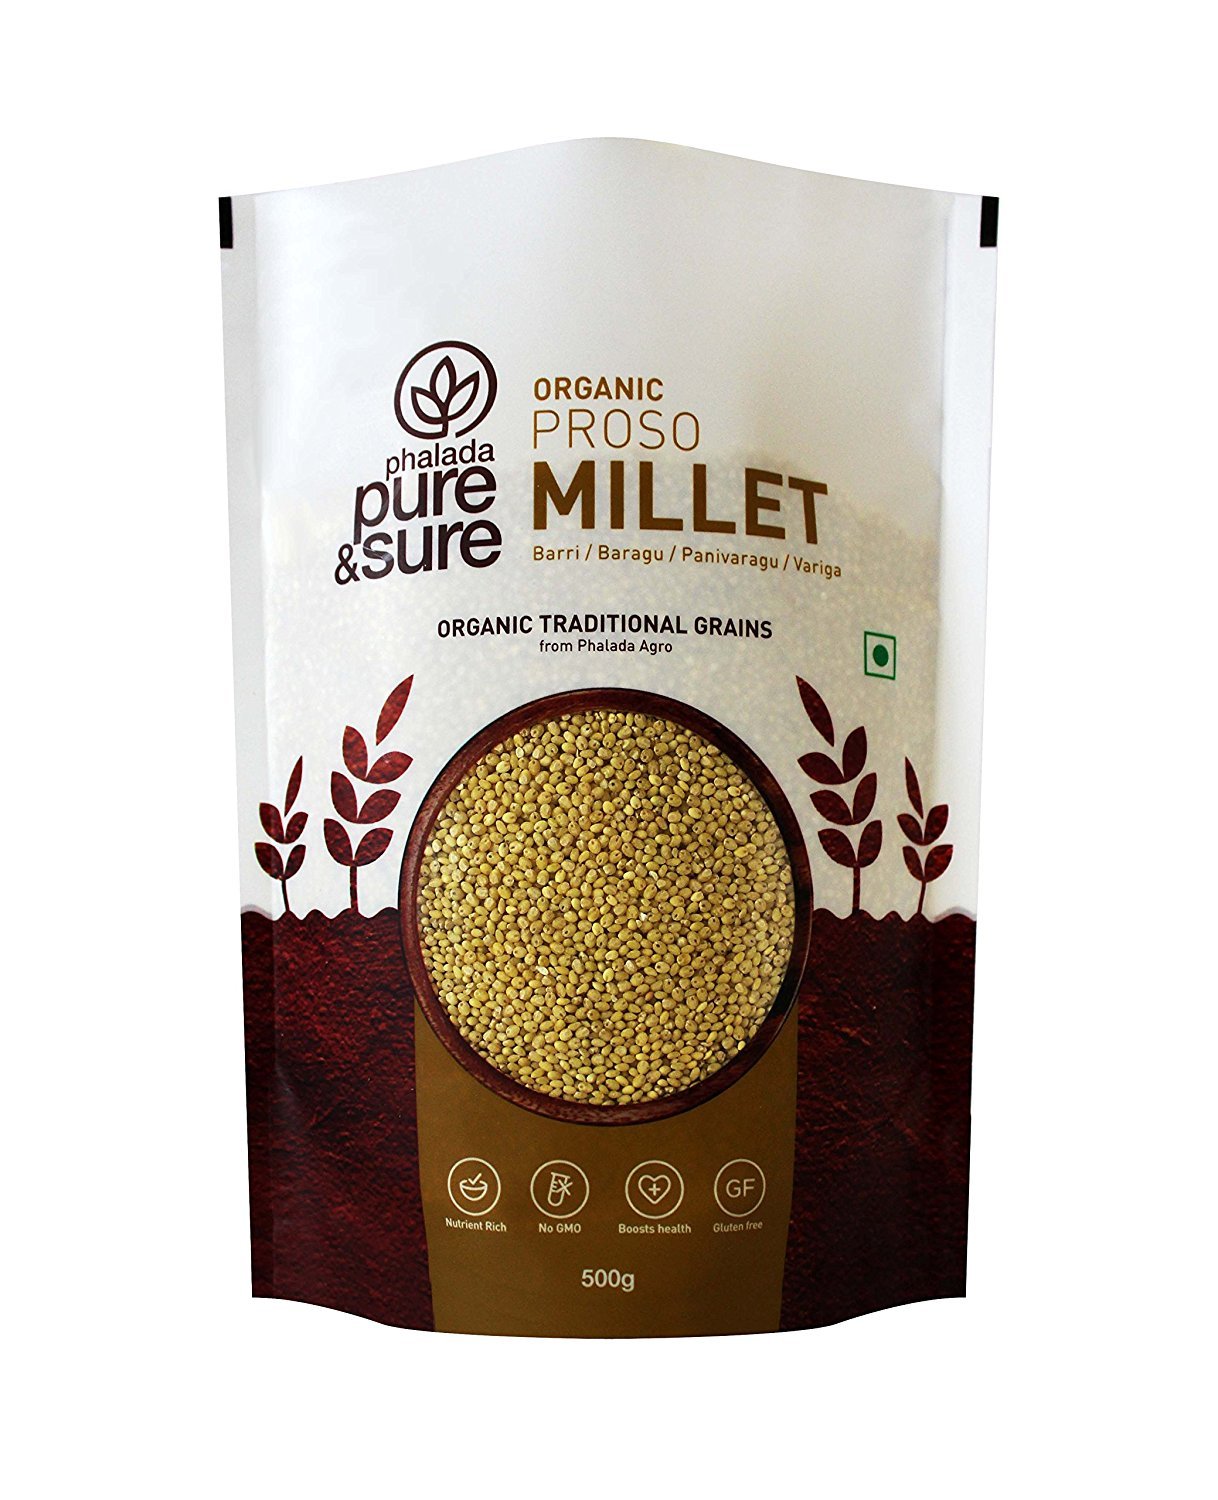 phalada
pure
&sure
ORGANIC
PROSO
MILLET
Barri / Baragu / Panivaragu / Variga
ORGANIC TRADITIONAL GRAINS
from Phalada Agro
GF
Nutrient Rich
No GMO
Boosts health
Gluten free
500g